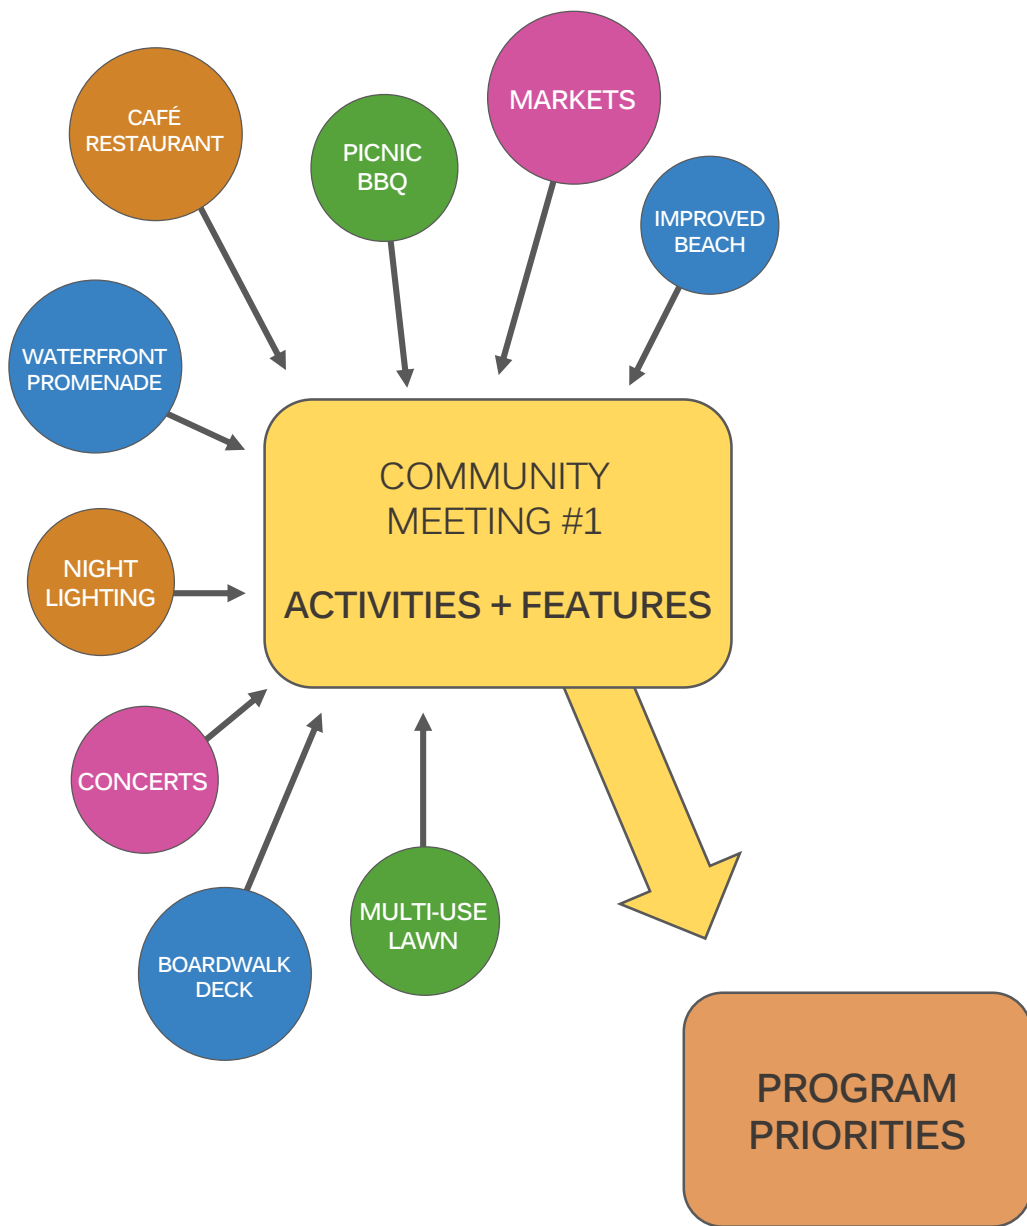 MARKETS
CAFÉ
RESTAURANT
PICNIC
BBQ
IMPROVED
BEACH
WATERFRONT
PROMENADE
COMMUNITY
MEETING #1
ACTIVITIES + FEATURES
NIGHT
LIGHTING
CONCERTS
MULTI-USE
LAWN
BOARDWALK
DECK
PROGRAM
PRIORITIES